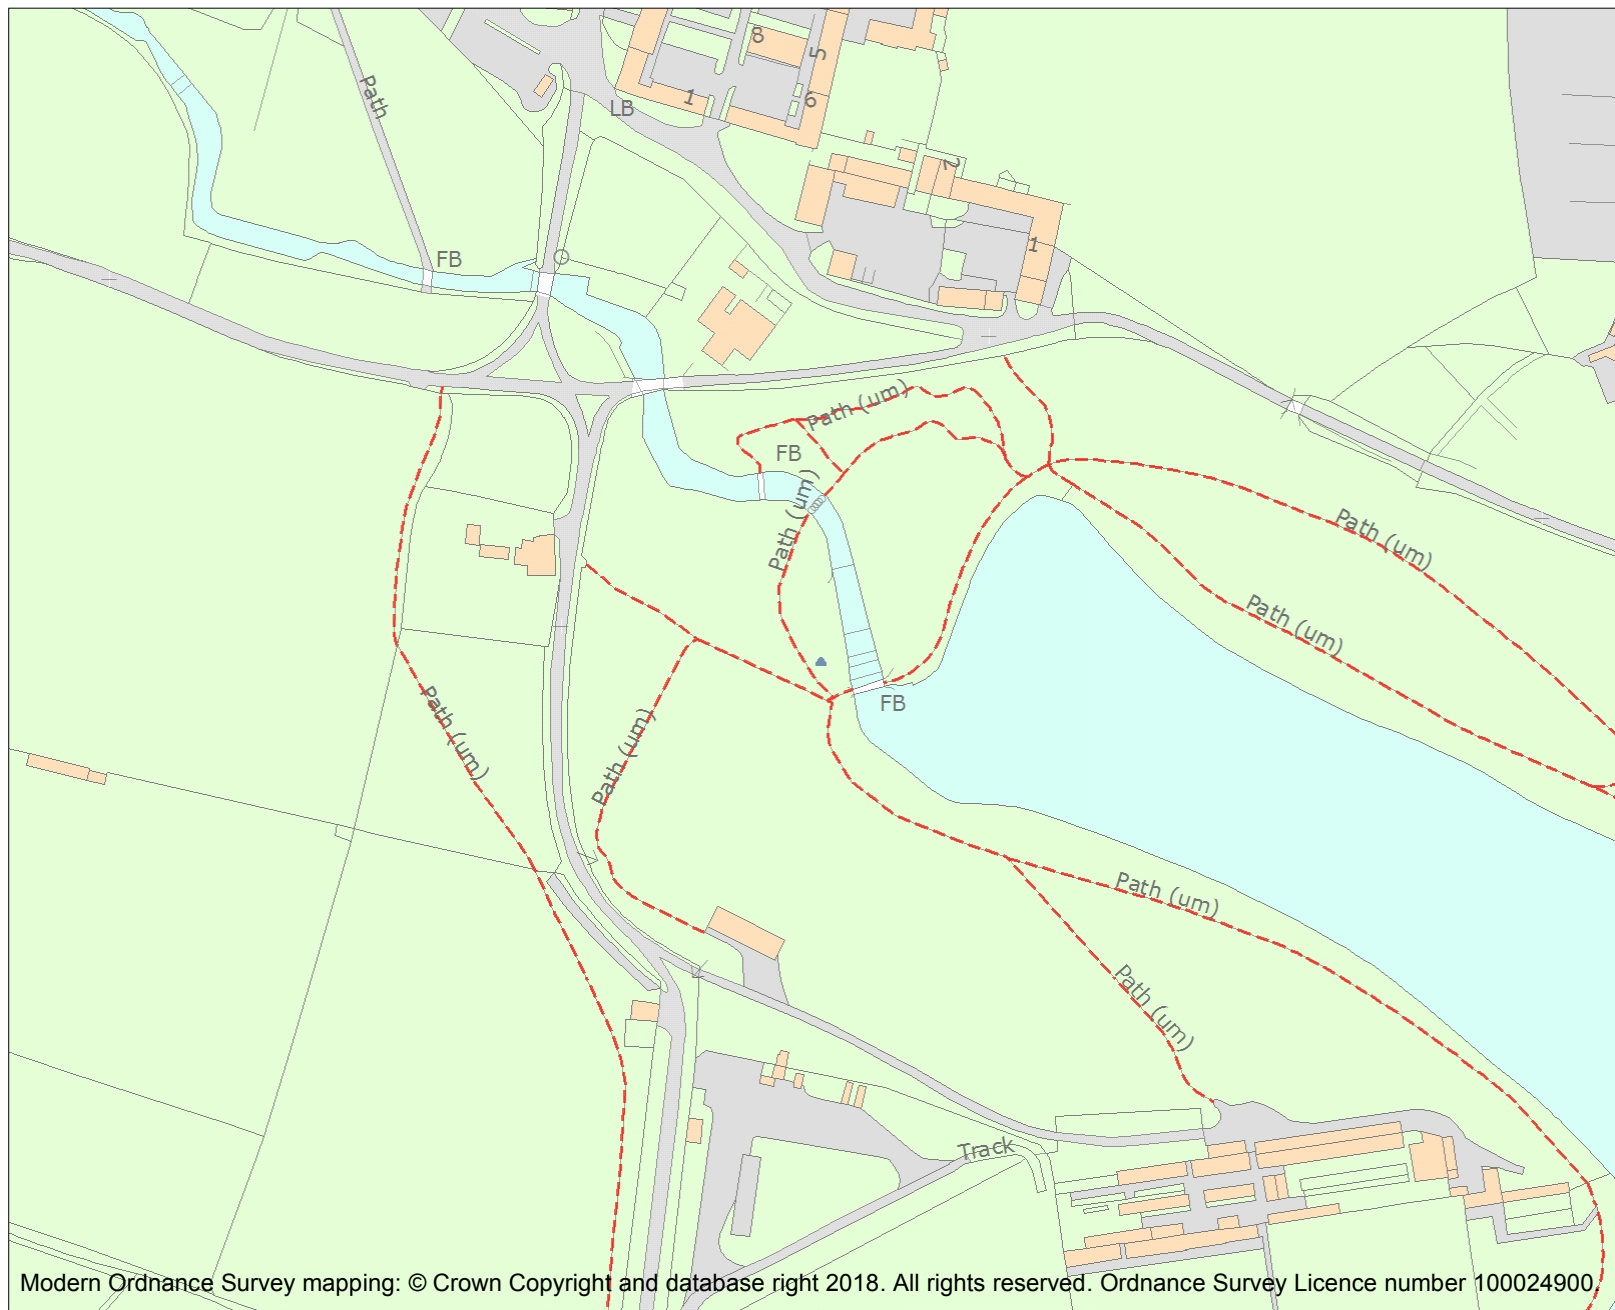 8
5
Path
1
6
LB
2
1
FB
Path (um)
FB
Path (um)
Path (um)
Path (um)
FB
Path (um)
Path (um)
Path (um)
Path (um)
Track
Modern Ordnance Survey mapping: © Crown Copyright and database right 2018. All rights reserved. Ordnance Survey Licence number 100024900.